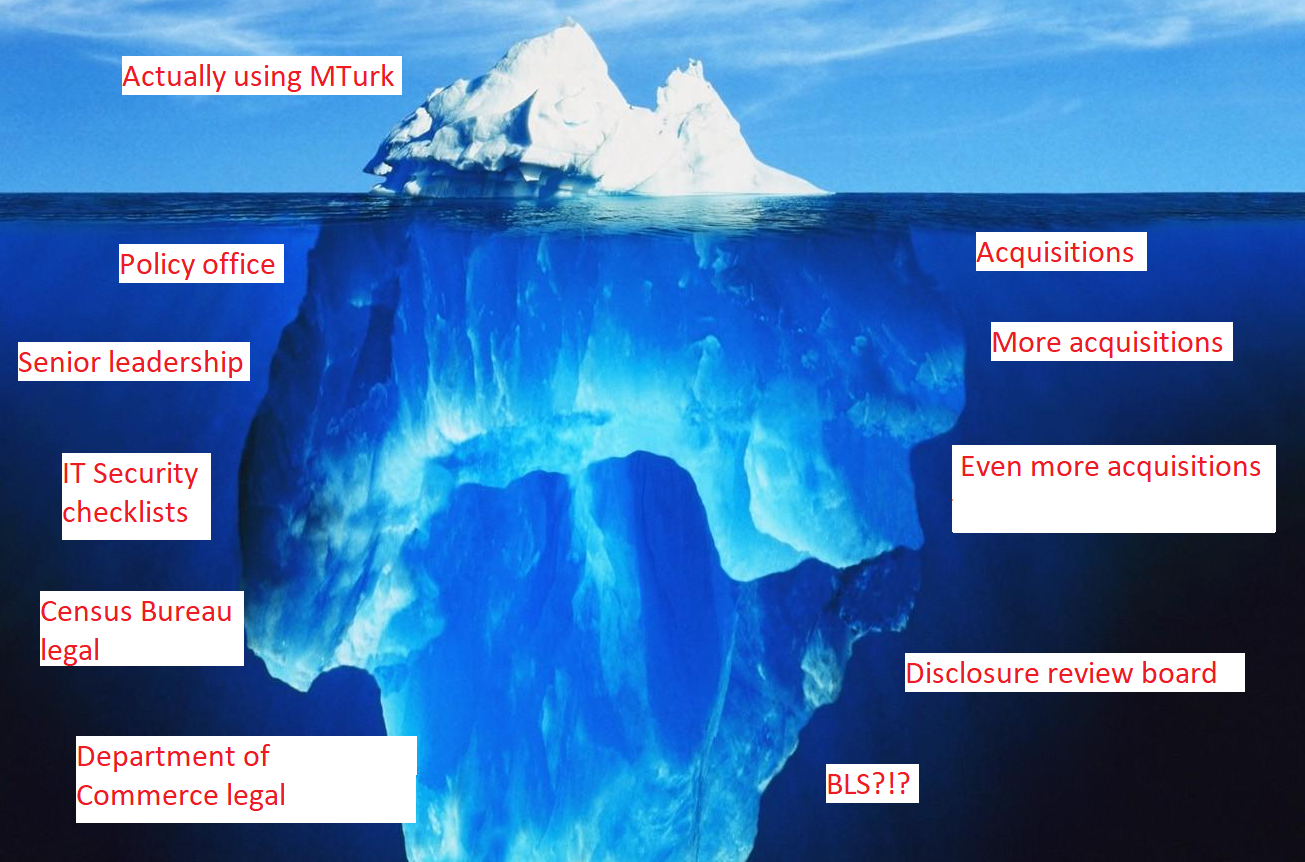 Actually using MTurk
Policy office
Acquisitions
Senior leadership
More acquisitions
IT Security
checklists
Even more acquisitions
Census Bureau
legal
Disclosure review board
Department of
Commerce legal
BLS?!?